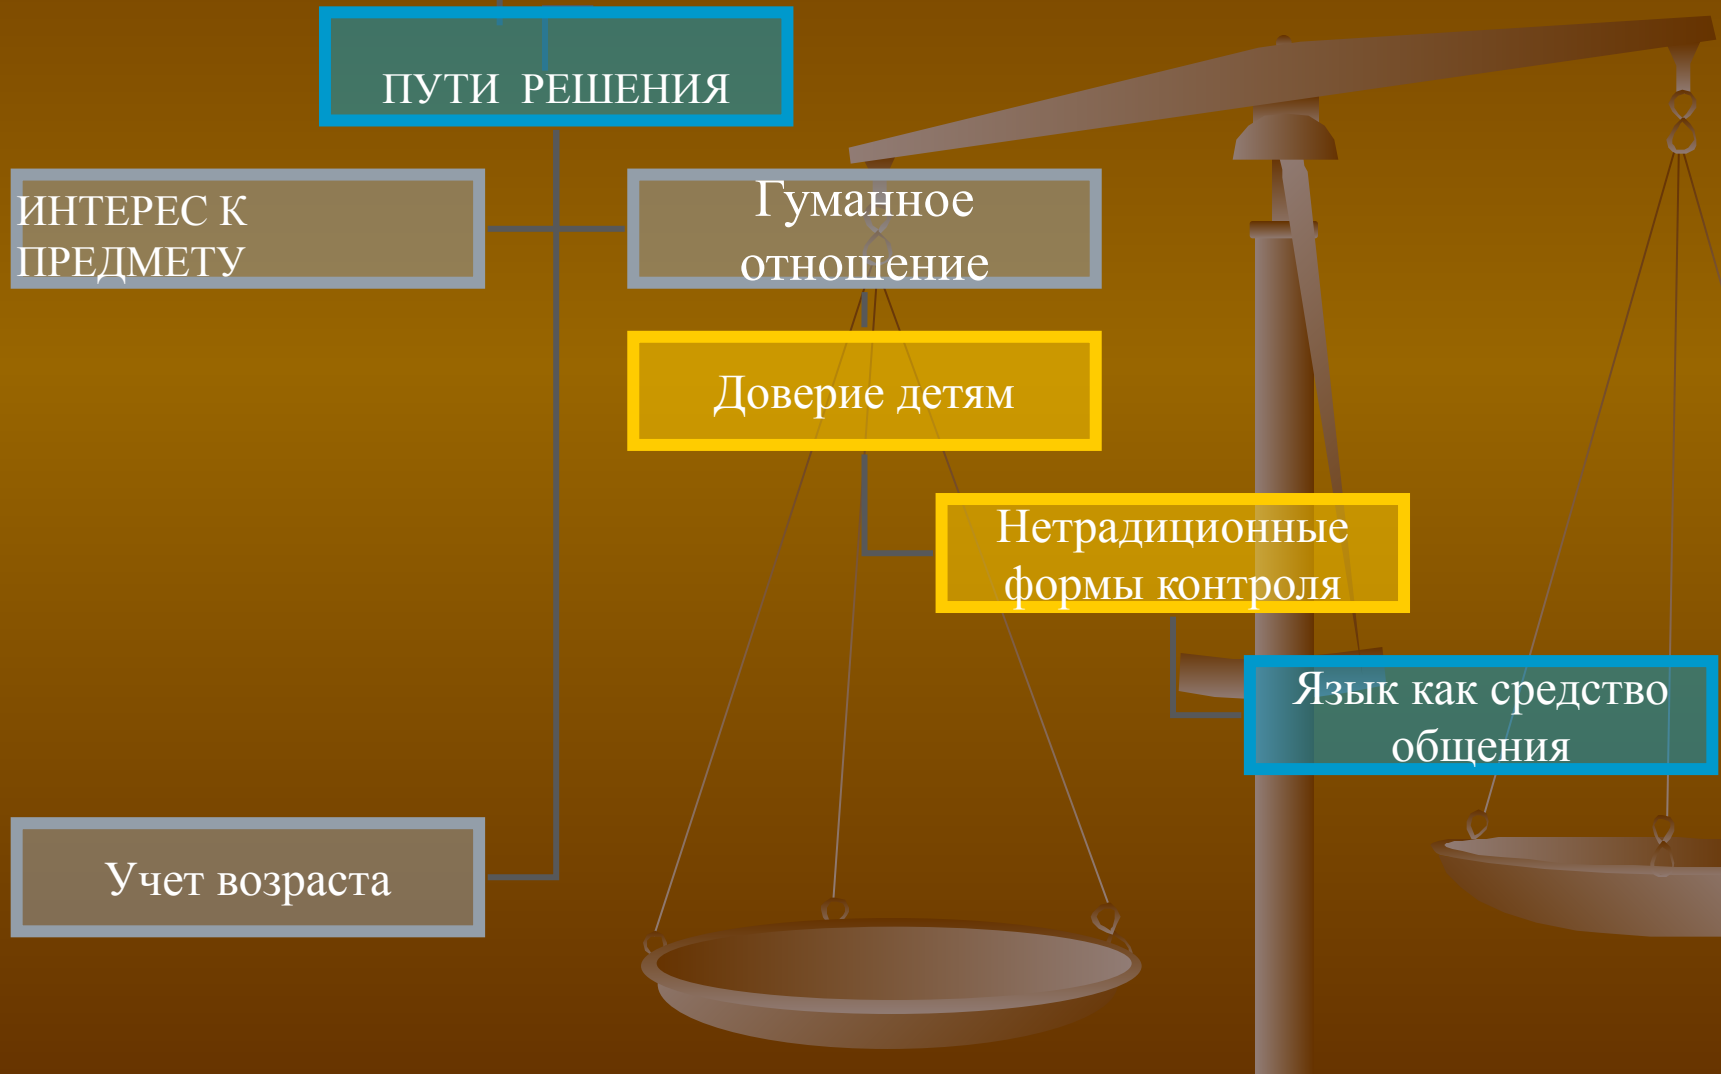 ПУТИ РЕШЕНИЯ
ИНТЕРЕС К
ПРЕДМЕТУ
Гуманное
отношение
Доверие детям
Нетрадиционные
формы контроля
Язык как средство
общения
Учет возраста